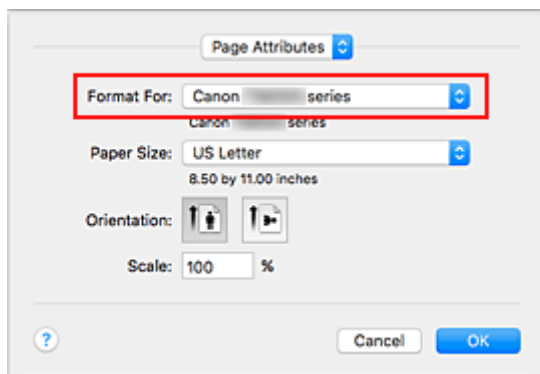 Page Attributes
Format For: Canon series
Canon series
Paper Size: US Letter
8.50 by 11.00 inches
Orientation:
Scale: 100 %
? Cancel OK